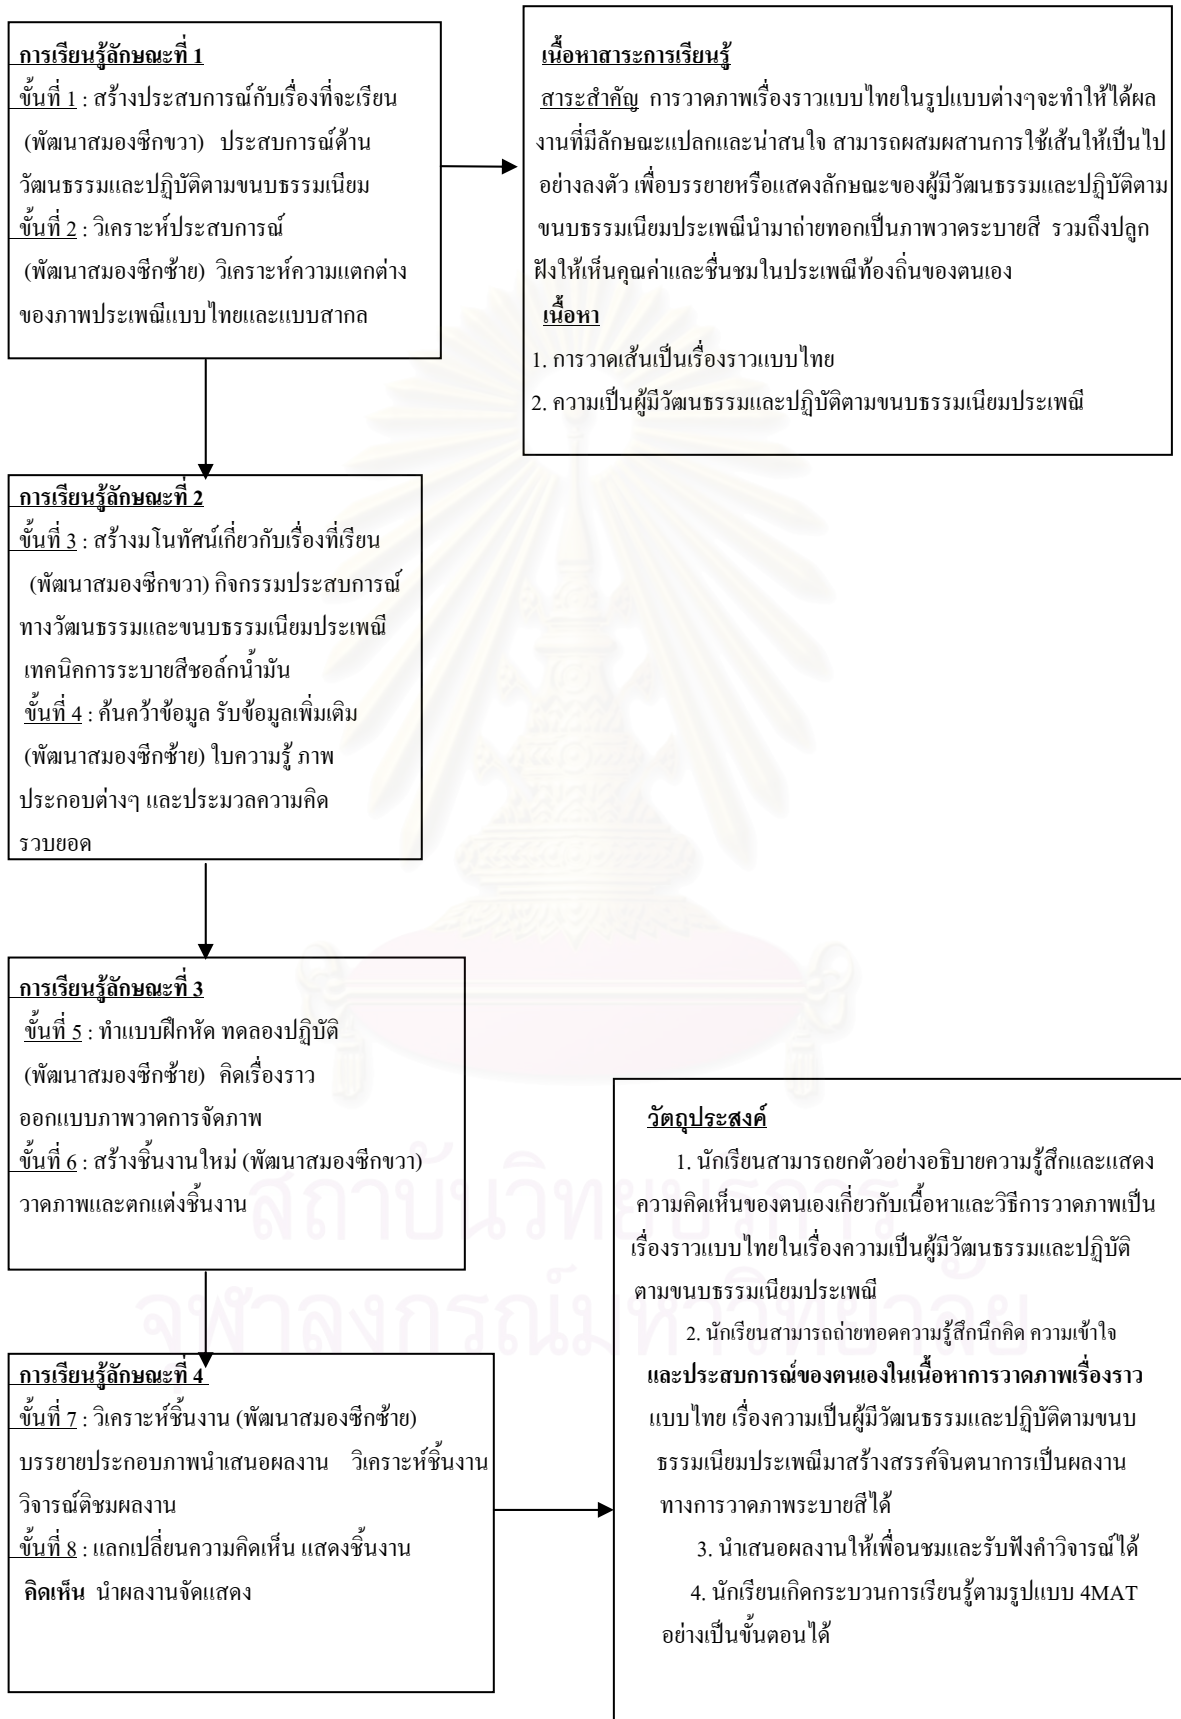 การเรียนรู้ลักษณะที่ 1
ขั้นที่ 1 : สร้างประสบการณ์กับเรื่องที่จะเรียน
(พัฒนาสมองซีกขวา) ประสบการณ์ด้าน
วัฒนธรรมและปฏิบัติตามขนบธรรมเนียม
ขั้นที่ 2 : วิเคราะห์ประสบการณ์
(พัฒนาสมองซีกซ้าย) วิเคราะห์ความแตกต่าง
ของภาพประเพณีแบบไทยและแบบสากล
เนื้อหาสาระการเรียนรู้
สาระสำคัญ การวาดภาพเรื่องราวแบบไทยในรูปแบบต่างๆจะทำให้ได้ผล
งานที่มีลักษณะแปลกและน่าสนใจ สามารถผสมผสานการใช้เส้นให้เป็นไป
อย่างลงตัว เพื่อบรรยายหรือแสดงลักษณะของผู้มีวัฒนธรรมและปฏิบัติตาม
ขนบธรรมเนียมประเพณีนำมาถ่ายทอกเป็นภาพวาดระบายสี รวมถึงปลูก
ฝังให้เห็นคุณค่าและชื่นชมในประเพณีท้องถิ่นของตนเอง
เนื้อหา
1. การวาดเส้นเป็นเรื่องราวแบบไทย
2. ความเป็นผู้มีวัฒนธรรมและปฏิบัติตามขนบธรรมเนียมประเพณี
การเรียนรู้ลักษณะที่ 2
ขั้นที่ 3 : สร้างมโนทัศน์เกี่ยวกับเรื่องที่เรียน
(พัฒนาสมองซีกขวา) กิจกรรมประสบการณ์
ทางวัฒนธรรมและขนบธรรมเนียมประเพณี
เทคนิคการระบายสีชอล์กน้ำมัน
ขั้นที่ 4 : ค้นคว้าข้อมูล รับข้อมูลเพิ่มเติม
(พัฒนาสมองซีกซ้าย) ใบความรู้ ภาพ
ประกอบต่างๆ และประมวลความคิด
รวบยอด
การเรียนรู้ลักษณะที่ 3
ขั้นที่ 5 : ทำแบบฝึกหัด ทดลองปฏิบัติ
(พัฒนาสมองซีกซ้าย) คิดเรื่องราว
ออกแบบภาพวาดการจัดภาพ
ขั้นที่ 6 : สร้างชิ้นงานใหม่ (พัฒนาสมองซีกขวา)
วาดภาพและตกแต่งชิ้นงาน
สถาบันวิทยบริการ
จุฬาลงกรณ์มหาวิทยาลัย
การเรียนรู้ลักษณะที่ 4
ขั้นที่ 7 : วิเคราะห์ชิ้นงาน (พัฒนาสมองซีกซ้าย)
บรรยายประกอบภาพนำเสนอผลงาน วิเคราะห์ชิ้นงาน
วิจารณ์ติชมผลงาน
ขั้นที่ 8 : แลกเปลี่ยนความคิดเห็น แสดงชิ้นงาน
คิดเห็น นำผลงานจัดแสดง
วัตถุประสงค์
1. นักเรียนสามารถยกตัวอย่างอธิบายความรู้สึกและแสดง
ความคิดเห็นของตนเองเกี่ยวกับเนื้อหาและวิธีการวาดภาพเป็น
เรื่องราวแบบไทยในเรื่องความเป็นผู้มีวัฒนธรรมและปฏิบัติ
ตามขนบธรรมเนียมประเพณี
2. นักเรียนสามารถถ่ายทอดความรู้สึกนึกคิด ความเข้าใจ
และประสบการณ์ของตนเองในเนื้อหาการวาดภาพเรื่องราว
แบบไทย เรื่องความเป็นผู้มีวัฒนธรรมและปฏิบัติตามขนบ
ธรรมเนียมประเพณีมาสร้างสรรค์จินตนาการเป็นผลงาน
ทางการวาดภาพระบายสีได้
3. นำเสนอผลงานให้เพื่อนชมและรับฟังคำวิจารณ์ได้
4. นักเรียนเกิดกระบวนการเรียนรู้ตามรูปแบบ 4MAT
อย่างเป็นขั้นตอนได้